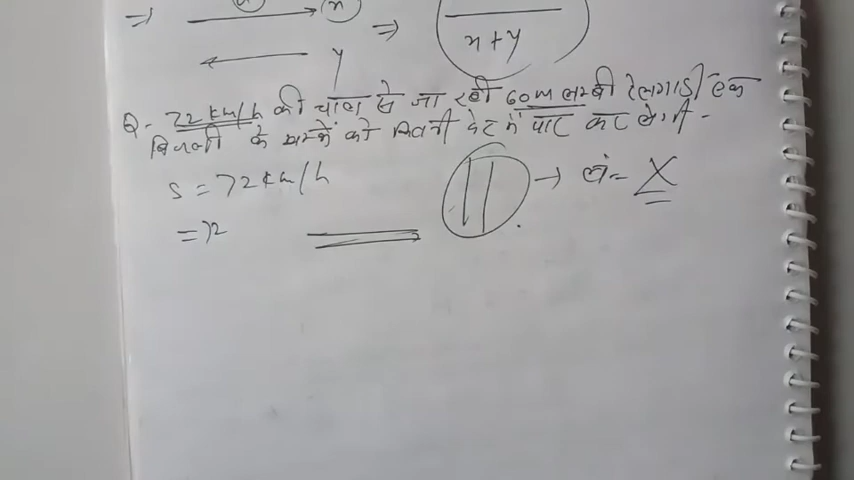 ⇒ x ⇒
x + y
y
Q- 72 km/h की चाल से जा रही 60m लम्बी रेलगाडी एक
बिजली के खम्भे को कितनी देर में पार कर लेगी -
S = 72 km/h → लं = X
= 72